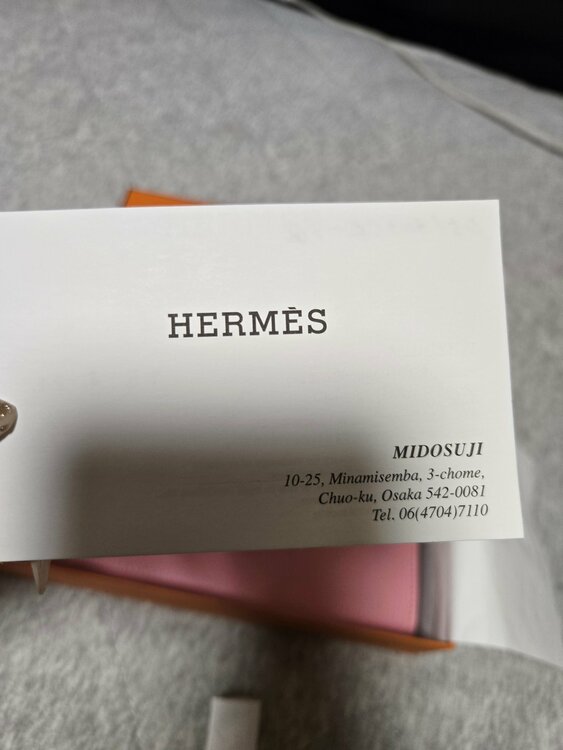 HERMÈS
MIDOSUJI
10-25, Minamisemba, 3-chome,
Chuo-ku, Osaka 542-0081
Tel. 06(4704)7110